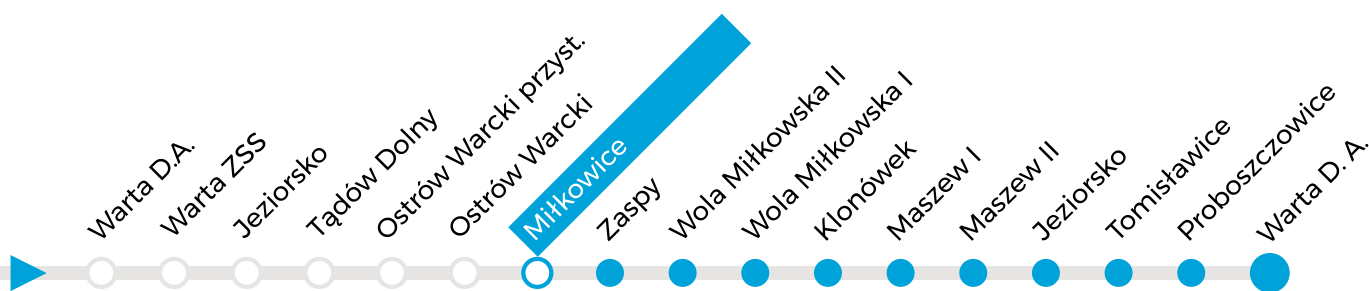 Warta D.A.
Warta ZSS
Jeziorsko
Tądów Dolny
Ostrów Warcki przyst.
Ostrów Warcki
Miłkowice
Zaspy
Wola Miłkowska II
Wola Miłkowska I
Klonówek
Maszew I
Maszew II
Jeziorsko
Tomisławice
Proboszczowice
Warta D. A.